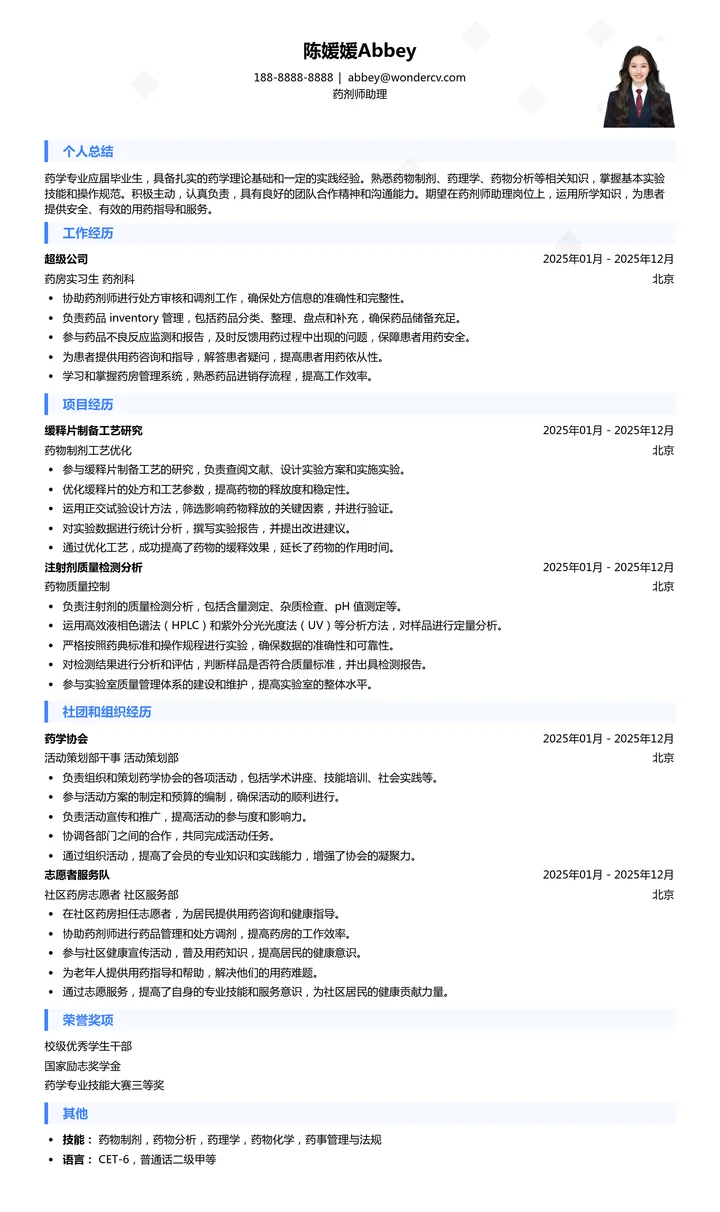 陈媛媛Abbey
188-8888-8888 | abbey@wondercv.com
药剂师助理
个人总结
药学专业应届毕业生，具备扎实的药学理论基础和一定的实践经验。熟悉药物制剂、药理学、药物分析等相关知识，掌握基本实验
技能和操作规范。积极主动，认真负责，具有良好的团队合作精神和沟通能力。期望在药剂师助理岗位上，运用所学知识，为患者
提供安全、有效的用药指导和服务。
工作经历
超级公司 2025年01月 - 2025年12月
药房实习生 药剂科 北京
• 协助药剂师进行处方审核和调剂工作，确保处方信息的准确性和完整性。
• 负责药品 inventory 管理，包括药品分类、整理、盘点和补充，确保药品储备充足。
• 参与药品不良反应监测和报告，及时反馈用药过程中出现的问题，保障患者用药安全。
• 为患者提供用药咨询和指导，解答患者疑问，提高患者用药依从性。
• 学习和掌握药房管理系统，熟悉药品进销存流程，提高工作效率。
项目经历
缓释片制备工艺研究 2025年01月 - 2025年12月
药物制剂工艺优化 北京
• 参与缓释片制备工艺的研究，负责查阅文献、设计实验方案和实施实验。
• 优化缓释片的处方和工艺参数，提高药物的释放度和稳定性。
• 运用正交试验设计方法，筛选影响药物释放的关键因素，并进行验证。
• 对实验数据进行统计分析，撰写实验报告，并提出改进建议。
• 通过优化工艺，成功提高了药物的缓释效果，延长了药物的作用时间。
注射剂质量检测分析 2025年01月 - 2025年12月
药物质量控制 北京
• 负责注射剂的质量检测分析，包括含量测定、杂质检查、pH 值测定等。
• 运用高效液相色谱法（HPLC）和紫外分光光度法（UV）等分析方法，对样品进行定量分析。
• 严格按照药典标准和操作规程进行实验，确保数据的准确性和可靠性。
• 对检测结果进行分析和评估，判断样品是否符合质量标准，并出具检测报告。
• 参与实验室质量管理体系的建设和维护，提高实验室的整体水平。
社团和组织经历
药学协会 2025年01月 - 2025年12月
活动策划部干事 活动策划部 北京
• 负责组织和策划药学协会的各项活动，包括学术讲座、技能培训、社会实践等。
• 参与活动方案的制定和预算的编制，确保活动的顺利进行。
• 负责活动宣传和推广，提高活动的参与度和影响力。
• 协调各部门之间的合作，共同完成活动任务。
• 通过组织活动，提高了会员的专业知识和实践能力，增强了协会的凝聚力。
志愿者服务队 2025年01月 - 2025年12月
社区药房志愿者 社区服务部 北京
• 在社区药房担任志愿者，为居民提供用药咨询和健康指导。
• 协助药剂师进行药品管理和处方调剂，提高药房的工作效率。
• 参与社区健康宣传活动，普及用药知识，提高居民的健康意识。
• 为老年人提供用药指导和帮助，解决他们的用药难题。
• 通过志愿服务，提高了自身的专业技能和服务意识，为社区居民的健康贡献力量。
荣誉奖项
校级优秀学生干部
国家励志奖学金
药学专业技能大赛三等奖
其他
• 技能： 药物制剂，药物分析，药理学，药物化学，药事管理与法规
• 语言： CET-6，普通话二级甲等